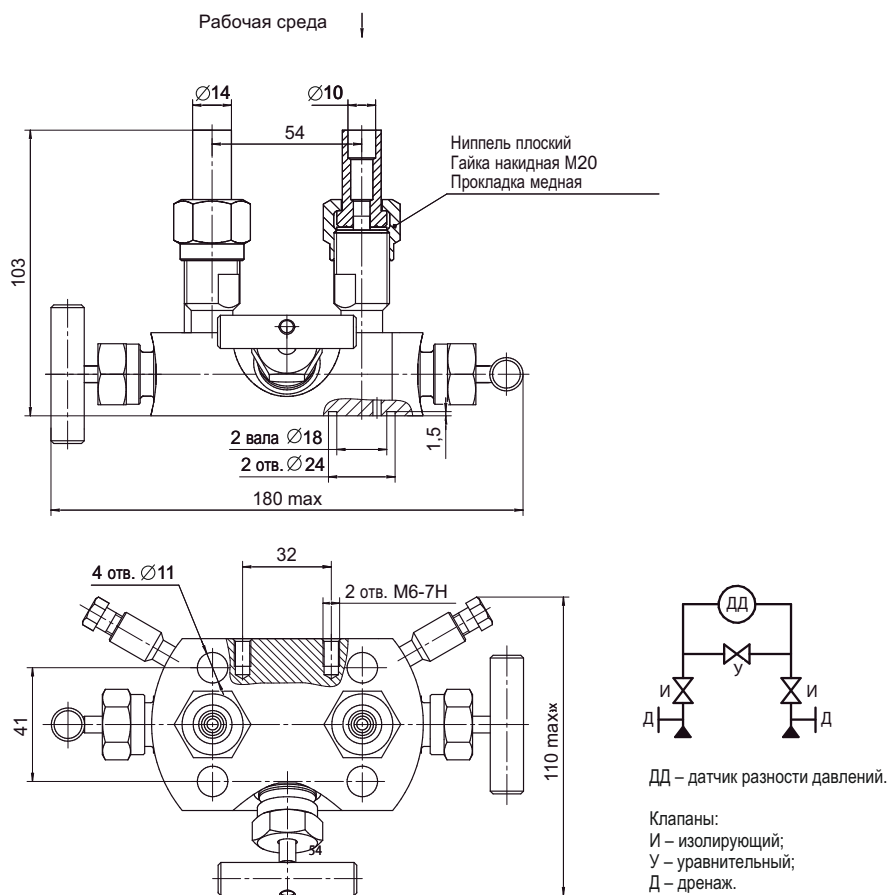 Рабочая среда
∅14
∅10
54
Ниппель плоский
Гайка накидная М20
Прокладка медная
103
2 вала ∅18
1,5
2 отв. ∅24
180 max
32
4 отв. ∅11
2 отв. М6-7Н
41
110 maxах
54
ДД
У
И
И
Д
Д
ДД – датчик разности давлений.
Клапаны:
И – изолирующий;
У – уравнительный;
Д – дренаж.